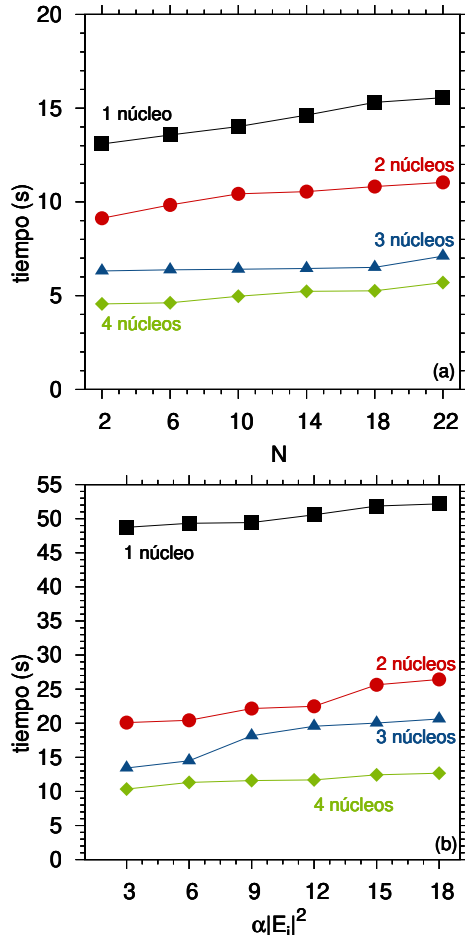 20
15
10
5
0
tiempo (s)
1 núcleo
2 núcleos
3 núcleos
4 núcleos
(a)
2 6 10 14 18 22
N
55
50
45
40
35
30
25
20
15
10
5
0
tiempo (s)
1 núcleo
2 núcleos
3 núcleos
4 núcleos
(b)
3 6 9 12 15 18
α|E_i|²